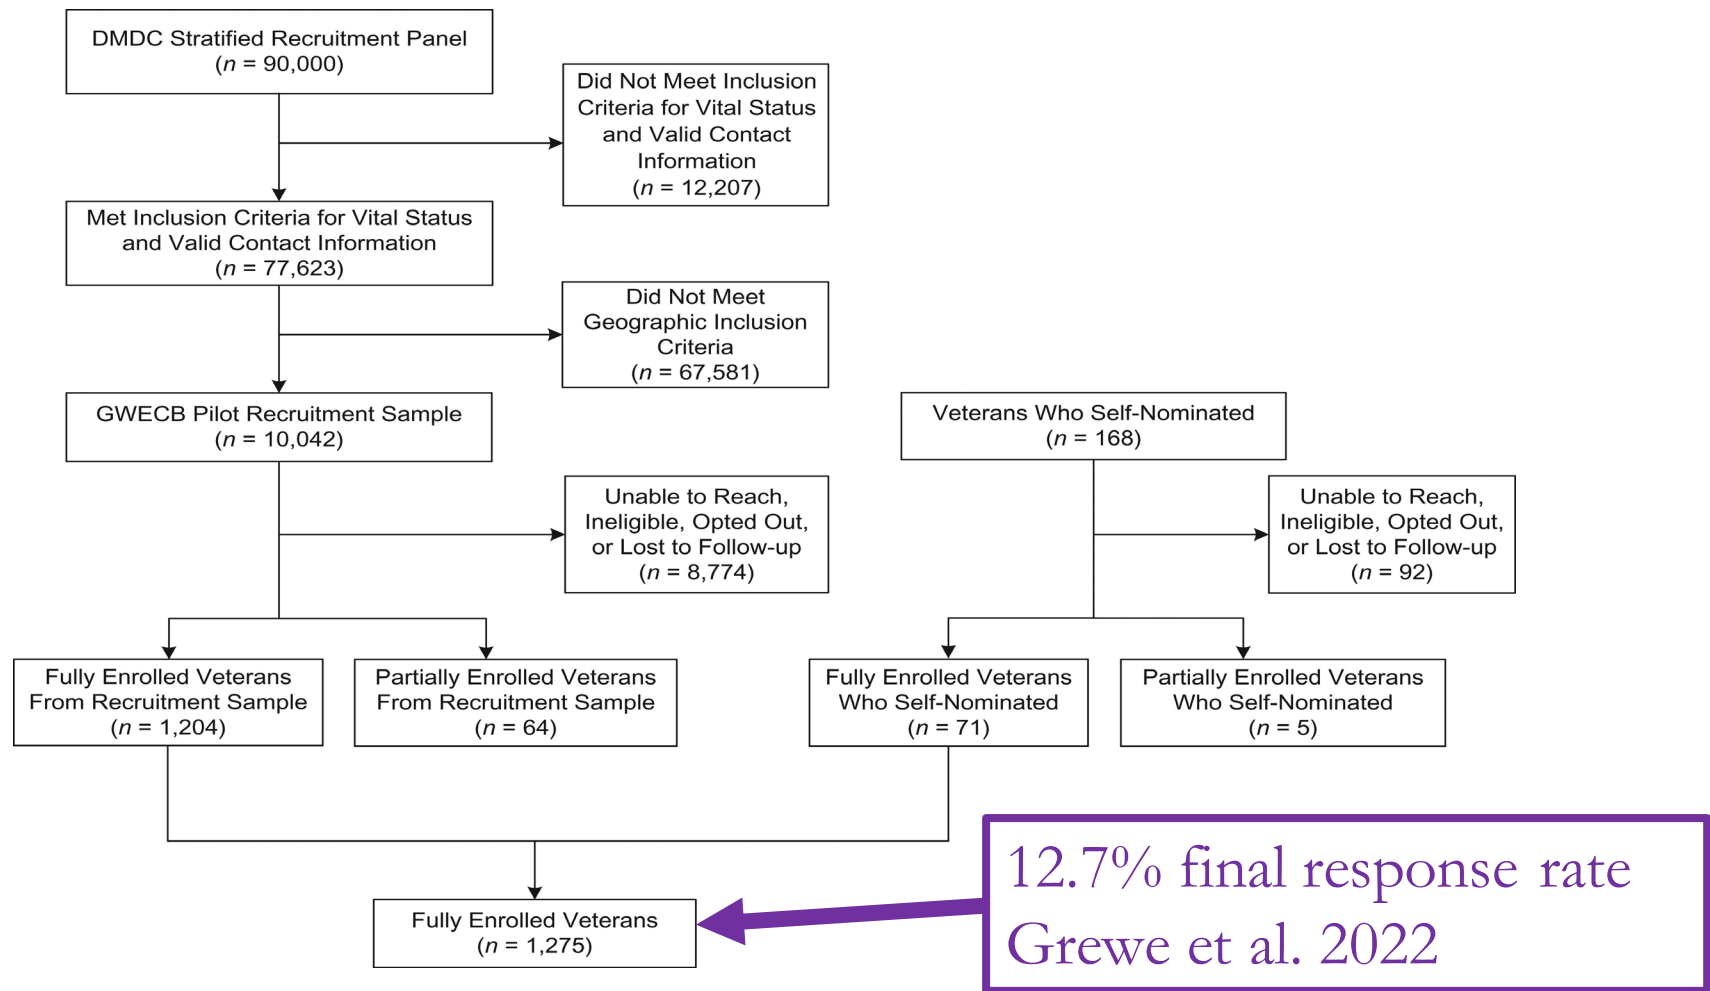 DMDC Stratified Recruitment Panel
(n = 90,000)
Did Not Meet Inclusion
Criteria for Vital Status
and Valid Contact
Information
(n = 12,207)
Met Inclusion Criteria for Vital Status
and Valid Contact Information
(n = 77,623)
Did Not Meet
Geographic Inclusion
Criteria
(n = 67,581)
GWECB Pilot Recruitment Sample
(n = 10,042)
Veterans Who Self-Nominated
(n = 168)
Unable to Reach,
Ineligible, Opted Out,
or Lost to Follow-up
(n = 8,774)
Unable to Reach,
Ineligible, Opted Out,
or Lost to Follow-up
(n = 92)
Fully Enrolled Veterans
From Recruitment Sample
(n = 1,204)
Partially Enrolled Veterans
From Recruitment Sample
(n = 64)
Fully Enrolled Veterans
Who Self-Nominated
(n = 71)
Partially Enrolled Veterans
Who Self-Nominated
(n = 5)
Fully Enrolled Veterans
(n = 1,275)
12.7% final response rate
Grewe et al. 2022